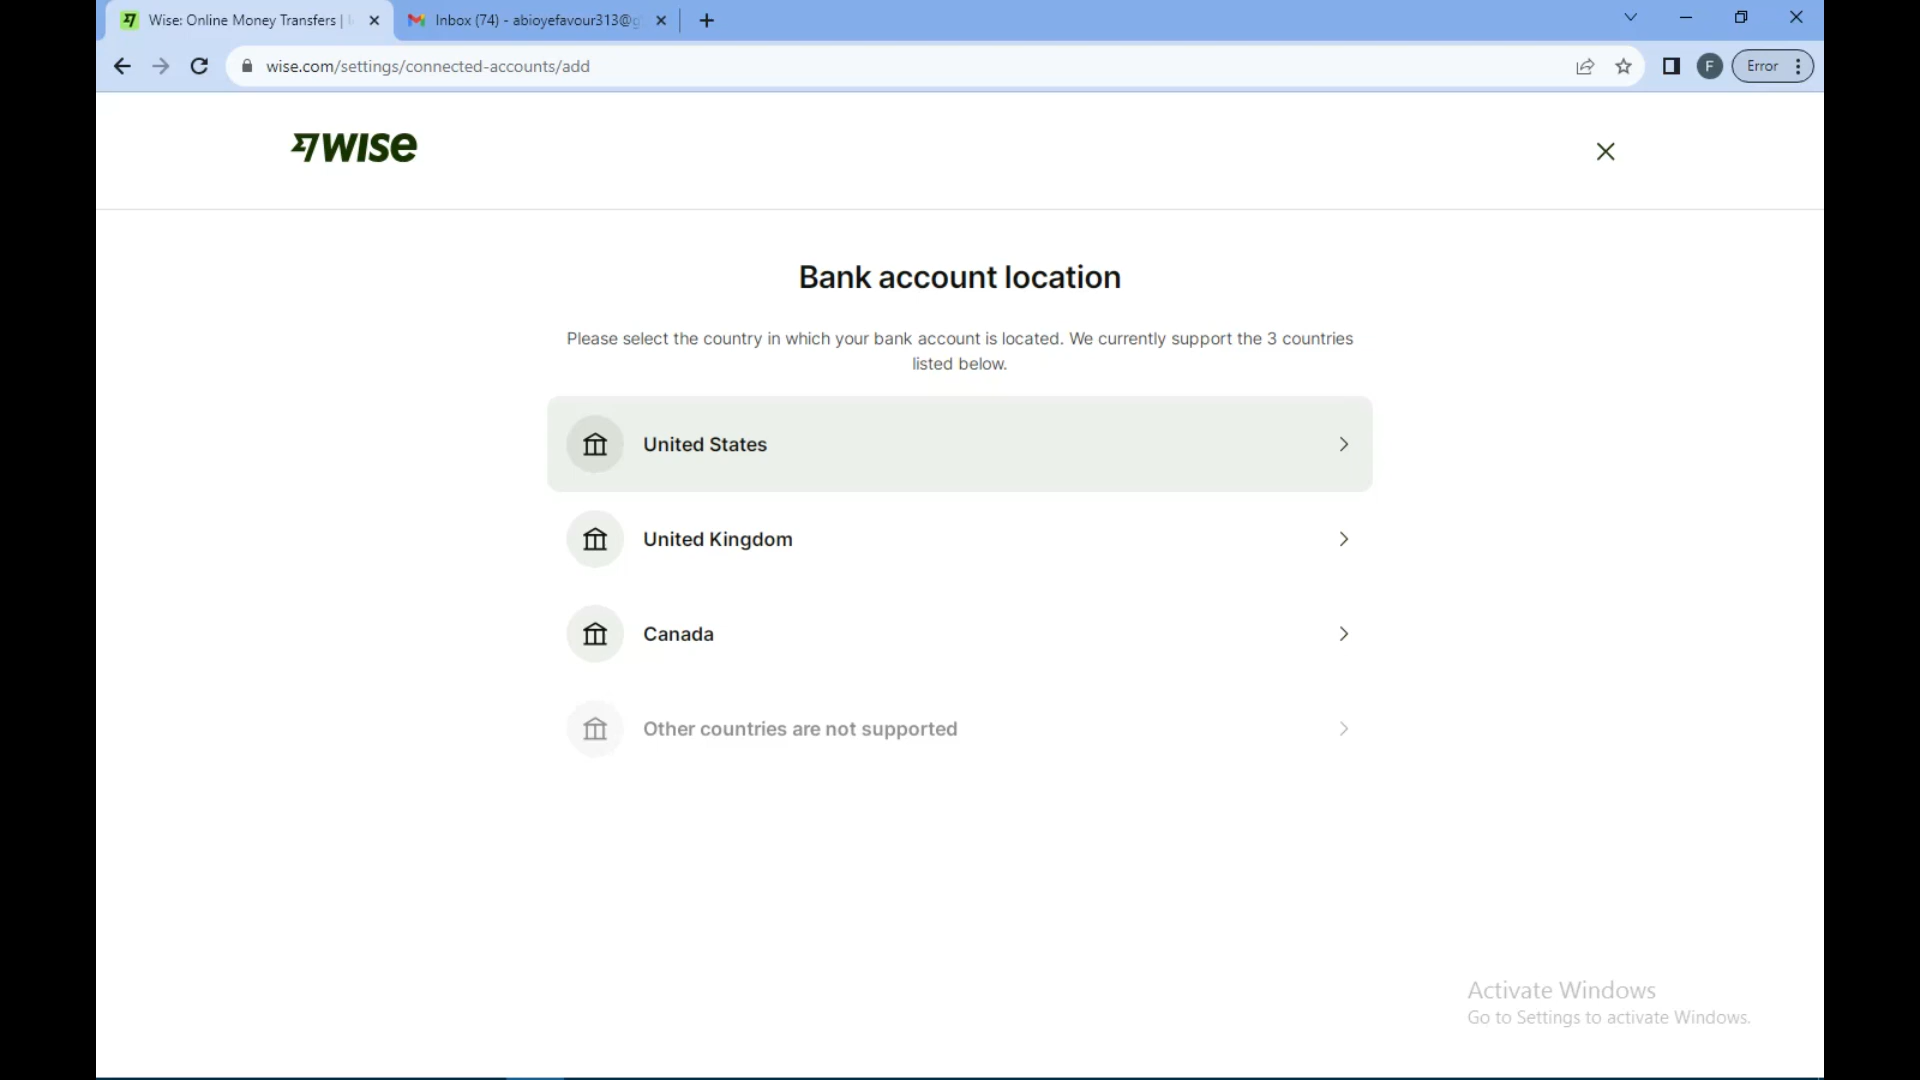 Wise: Online Money Transfers |
Inbox (74) - abioyefavour313@g
wise.com/settings/connected-accounts/add
F
Error
WISE
Bank account location
Please select the country in which your bank account is located. We currently support the 3 countries
listed below.
United States
United Kingdom
Canada
Other countries are not supported
Activate Windows
Go to Settings to activate Windows.